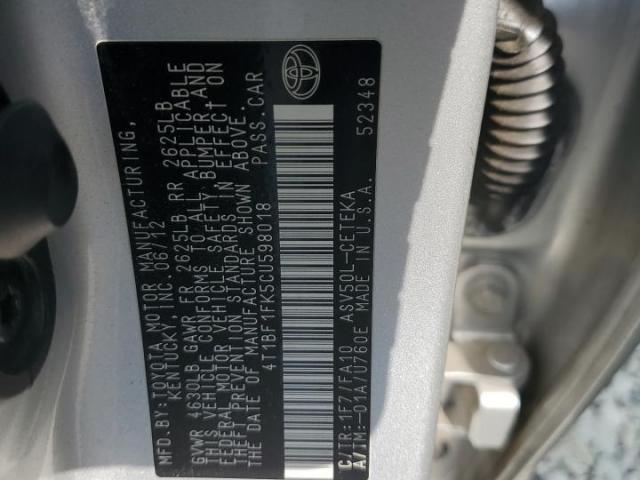 MFD.BY:TOYOTA MOTOR MANUFACTURING,
KENTUCKY, INC. 06/12
GVWR 4630LB GAWR FR 2625LB RR 2625LB
THIS VEHICLE CONFORMS TO ALL APPLICABLE
FEDERAL MOTOR VEHICLE SAFETY, BUMPER, AND
THEFT PREVENTION STANDARDS IN EFFECT ON
DATE OF MANUFACTURE SHOWN ABOVE.
4T1BF1FK5CU598018 PASS.CAR
C/TR: 1F7/FA10 ASV50L-CETEKA
A/TM:-01A/U760E MADE IN U.S.A. 52348